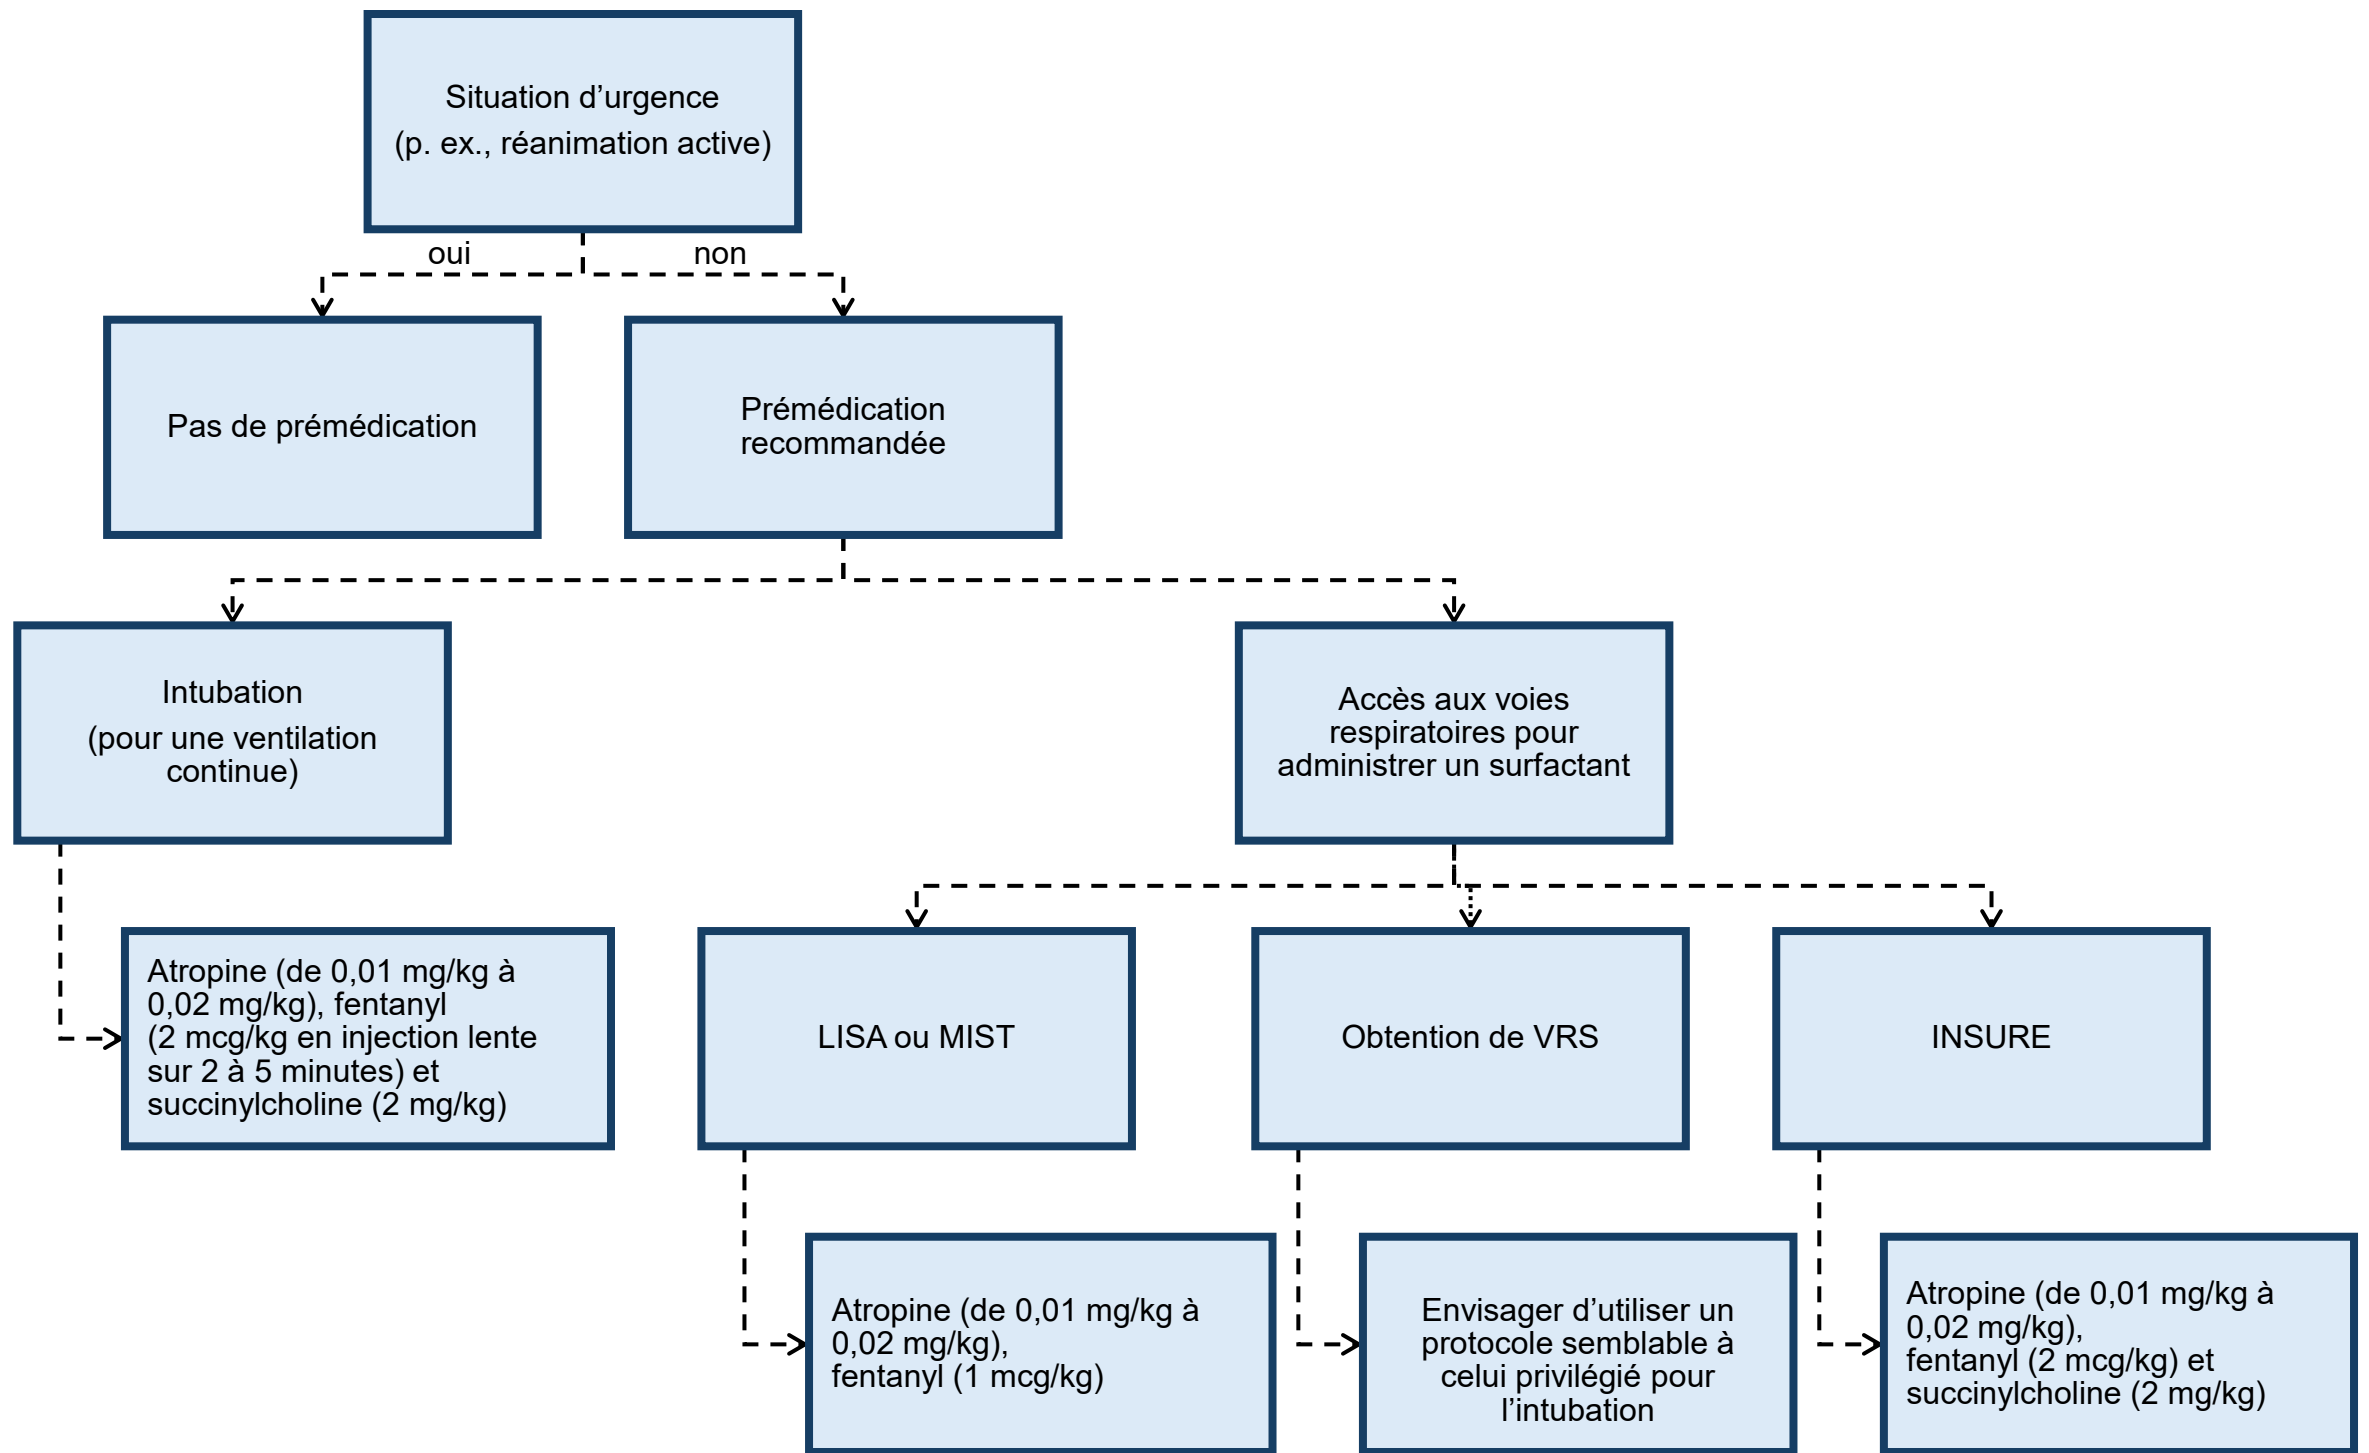 Situation d’urgence
(p. ex., réanimation active)
oui
non
Pas de prémédication
Prémédication
recommandée
Intubation
(pour une ventilation
continue)
Accès aux voies
respiratoires pour
administrer un surfactant
Atropine (de 0,01 mg/kg à
0,02 mg/kg), fentanyl
(2 mcg/kg en injection lente
sur 2 à 5 minutes) et
succinylcholine (2 mg/kg)
LISA ou MIST
Obtention de VRS
INSURE
Atropine (de 0,01 mg/kg à
0,02 mg/kg),
fentanyl (1 mcg/kg)
Envisager d’utiliser un
protocole semblable à
celui privilégié pour
l’intubation
Atropine (de 0,01 mg/kg à
0,02 mg/kg),
fentanyl (2 mcg/kg) et
succinylcholine (2 mg/kg)